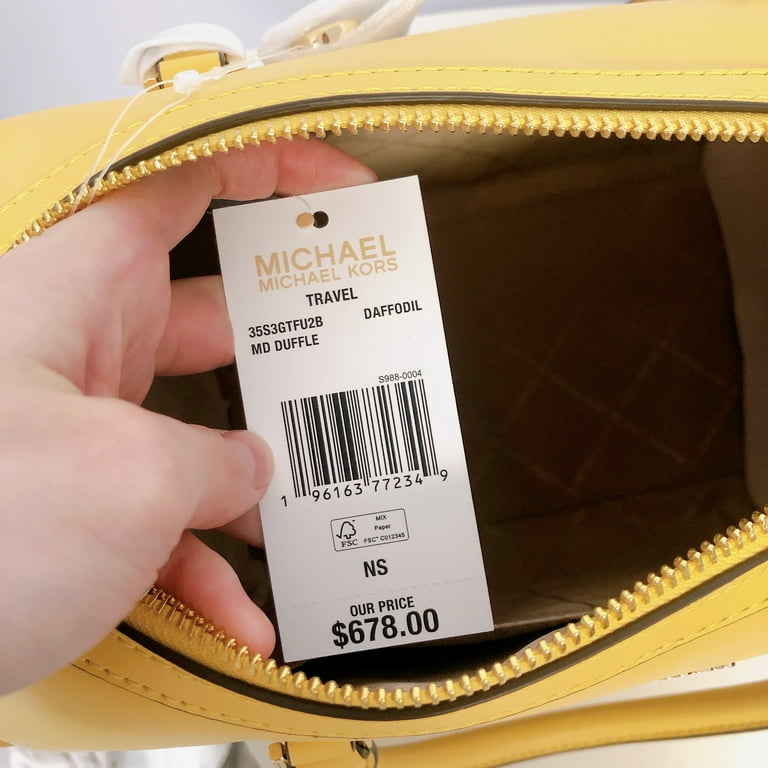 MICHAEL
MICHAEL KORS
TRAVEL
35S3GTFU2B DAFFODIL
MD DUFFLE
S988-0004
1 96163 77234 9
MIX
Paper
FSC
FSC® C012345
NS
OUR PRICE
$678.00